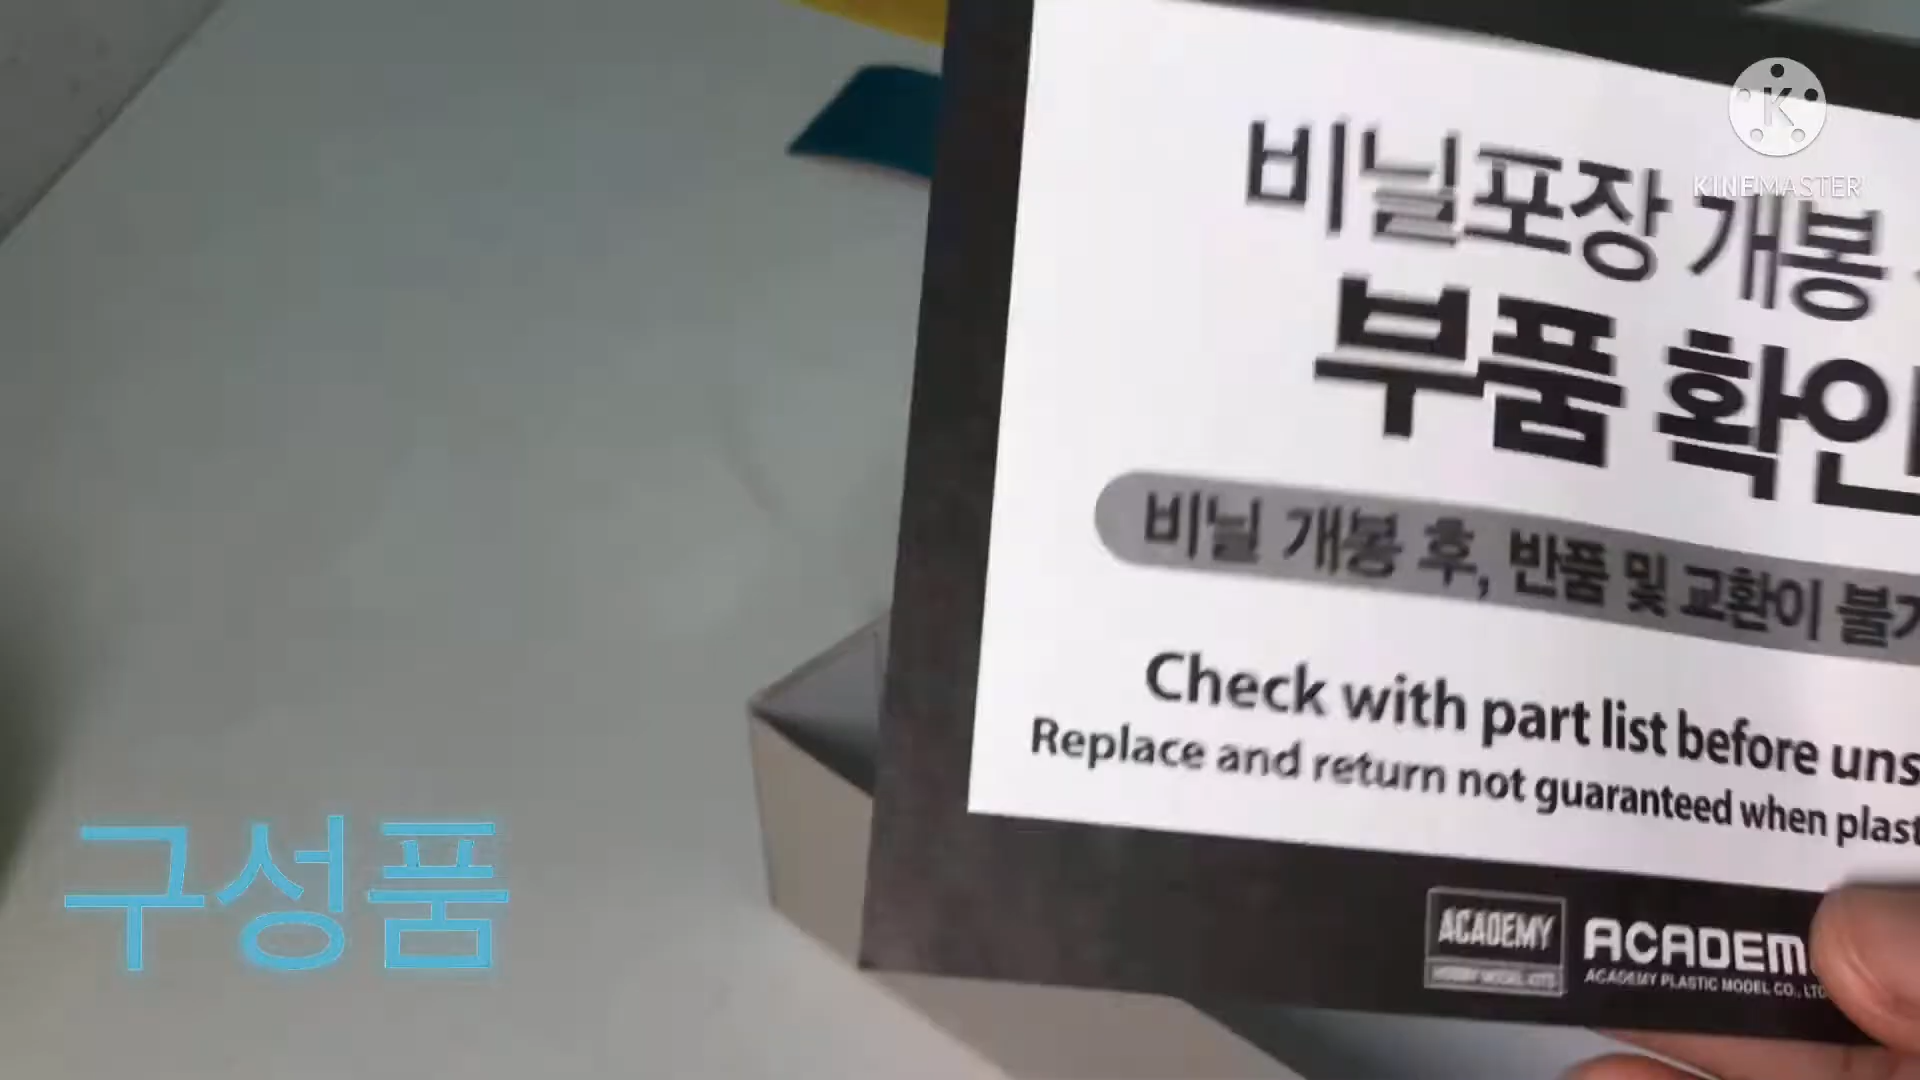 KINEMASTER
비닐포장 개봉
부품 확인
비닐 개봉 후, 반품 및 교환이
Check with part list before
Replace and return not guaranteed when
구성품
ACADEMY
ACADEMY PLASTIC MODEL CO., LTD